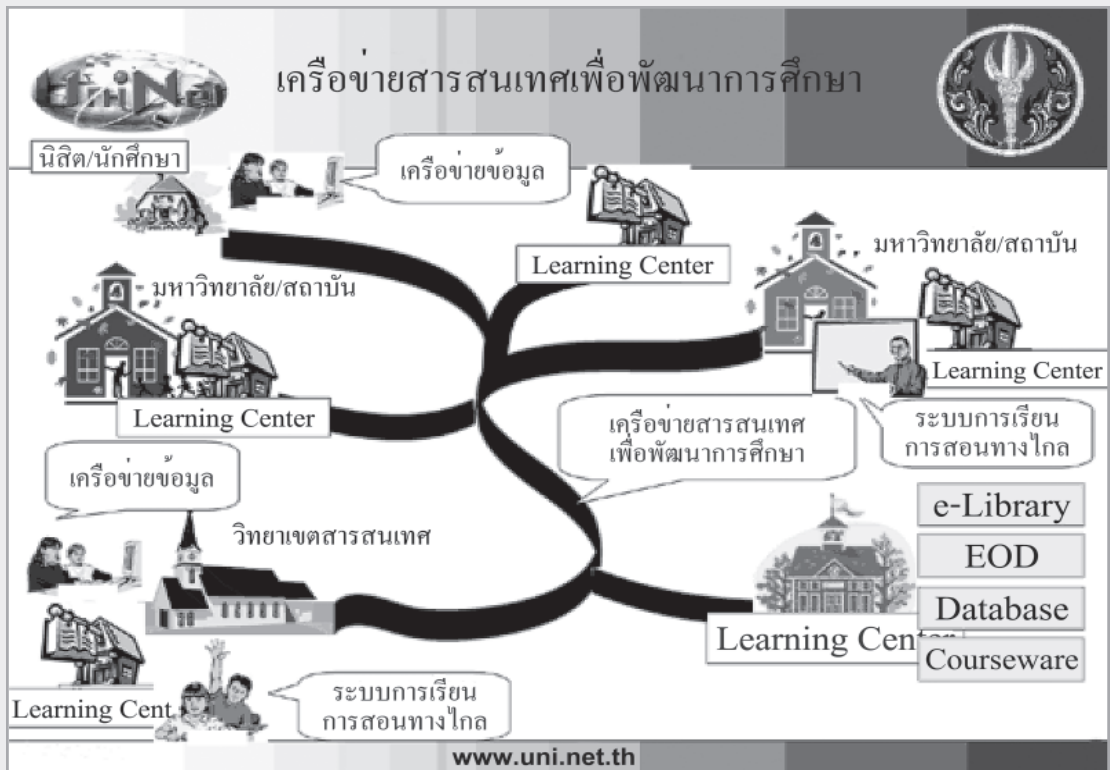 UniNet
เครือข่ายสารสนเทศเพื่อพัฒนาการศึกษา
นิสิต/นักศึกษา
เครือข่ายข้อมูล
Learning Center
มหาวิทยาลัย/สถาบัน
มหาวิทยาลัย/สถาบัน
Learning Center
Learning Center
เครือข่ายสารสนเทศ
เพื่อพัฒนาการศึกษา
ระบบการเรียน
การสอนทางไกล
เครือข่ายข้อมูล
วิทยาเขตสารสนเทศ
e-Library
EOD
Database
Courseware
Learning Center
Learning Cent
ระบบการเรียน
การสอนทางไกล
www.uni.net.th